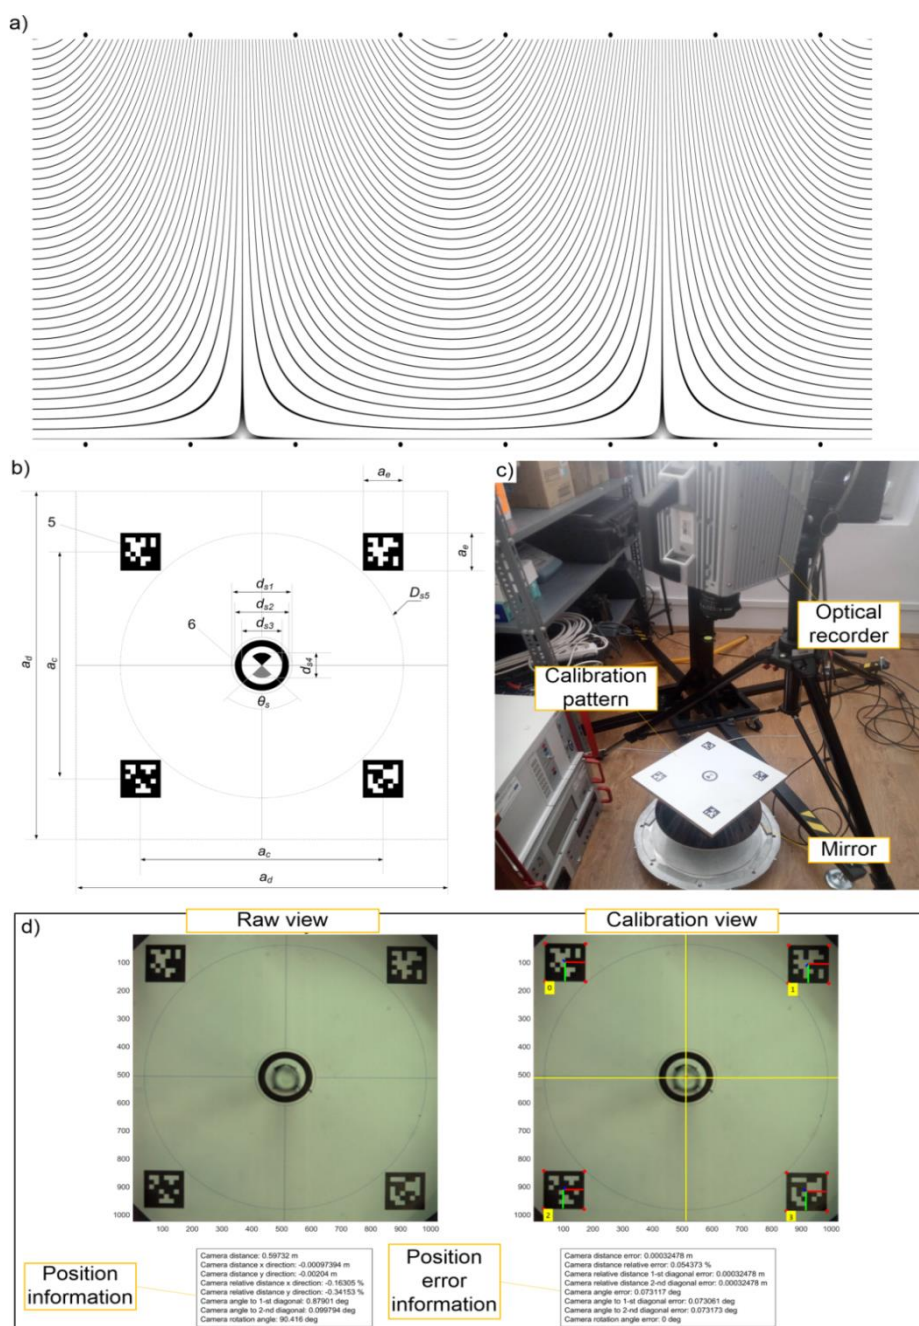 a)
b)
a_e
5
a_e
d_s1
d_s2
d_s3
D_s5
6
d_s4
a_d
a_c
θ_s
a_c
a_d
c)
Optical
recorder
Calibration
pattern
Mirror
d)
Raw view
Calibration view
100
200
300
400
500
600
700
800
900
1000
100 200 300 400 500 600 700 800 900 1000
100
200
300
400
500
600
700
800
900
1000
0
1
2
3
100 200 300 400 500 600 700 800 900 1000
Position
information
Camera distance: 0.59732 m
Camera distance x direction: -0.00097394 m
Camera distance y direction: -0.00204 m
Camera relative distance x direction: -0.16305 %
Camera relative distance y direction: -0.34153 %
Camera angle to 1-st diagonal: 0.87901 deg
Camera angle to 2-nd diagonal: 0.099794 deg
Camera rotation angle: 90.416 deg
Position
error
information
Camera distance error: 0.00032478 m
Camera distance relative error: 0.054373 %
Camera relative distance 1-st diagonal error: 0.00032478 m
Camera relative distance 2-nd diagonal error: 0.00032478 m
Camera angle error: 0.073117 deg
Camera angle to 1-st diagonal error: 0.073061 deg
Camera angle to 2-nd diagonal error: 0.073173 deg
Camera rotation angle error: 0 deg